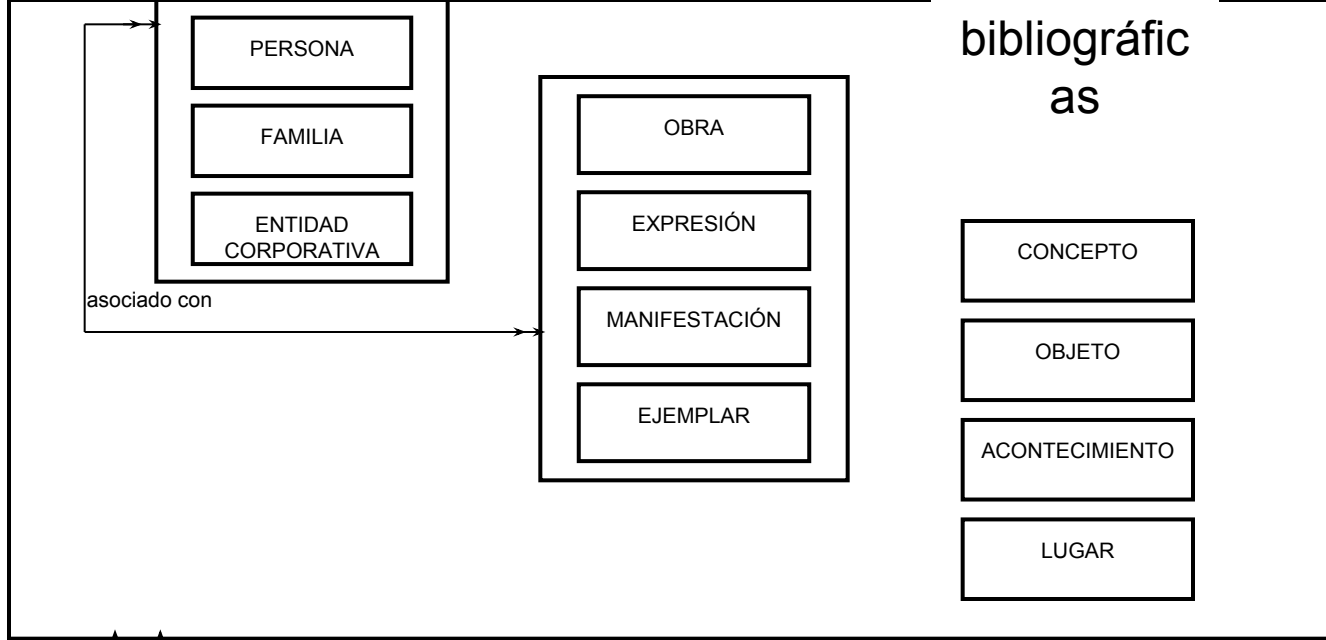 bibliográfic
as
PERSONA
FAMILIA
ENTIDAD
CORPORATIVA
asociado con
OBRA
EXPRESIÓN
MANIFESTACIÓN
EJEMPLAR
CONCEPTO
OBJETO
ACONTECIMIENTO
LUGAR